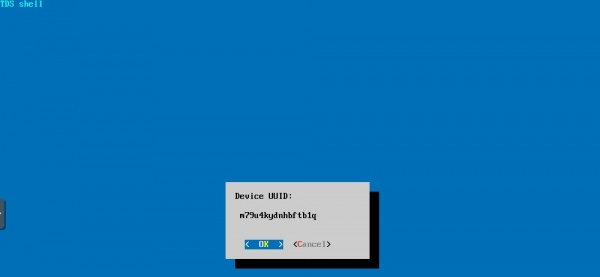 TDS shell
Device UUID:
m79u4kydnhbftb1q
< OK > <Cancel>